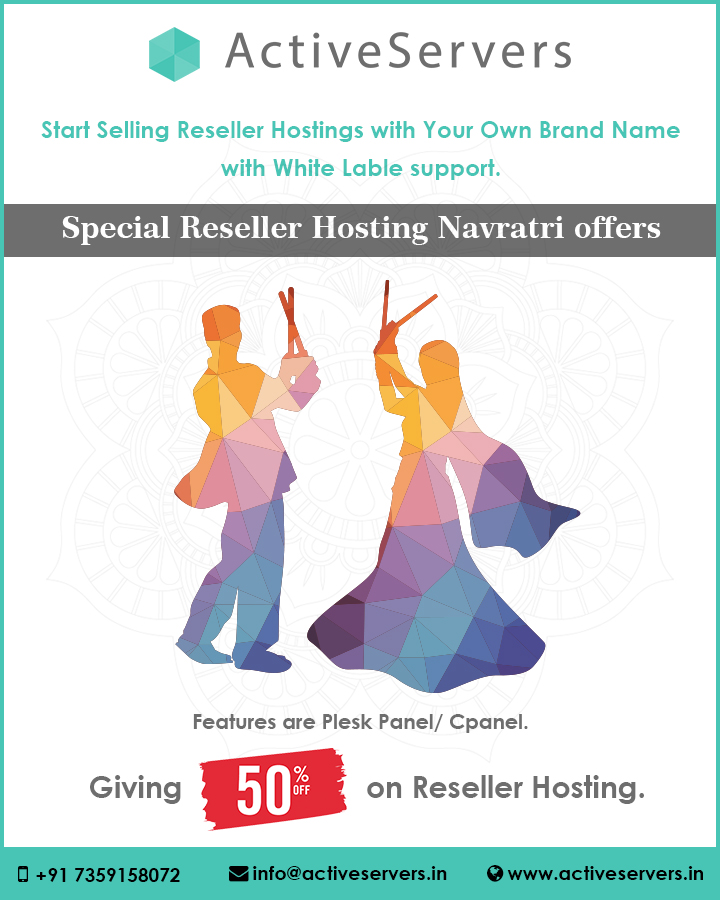 ActiveServers
Start Selling Reseller Hostings with Your Own Brand Name
with White Lable support.
Special Reseller Hosting Navratri offers
Features are Plesk Panel/ Cpanel.
Giving 50% OFF on Reseller Hosting.
+91 7359158072 info@activeservers.in www.activeservers.in